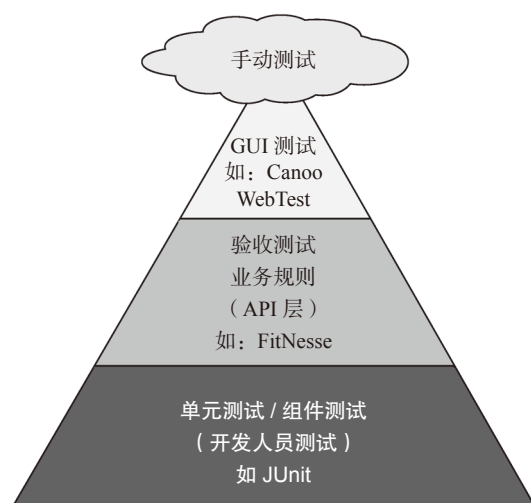 手动测试
GUI 测试
如：Canoo
WebTest
验收测试
业务规则
（API 层）
如：FitNesse
单元测试 / 组件测试
（开发人员测试）
如 JUnit